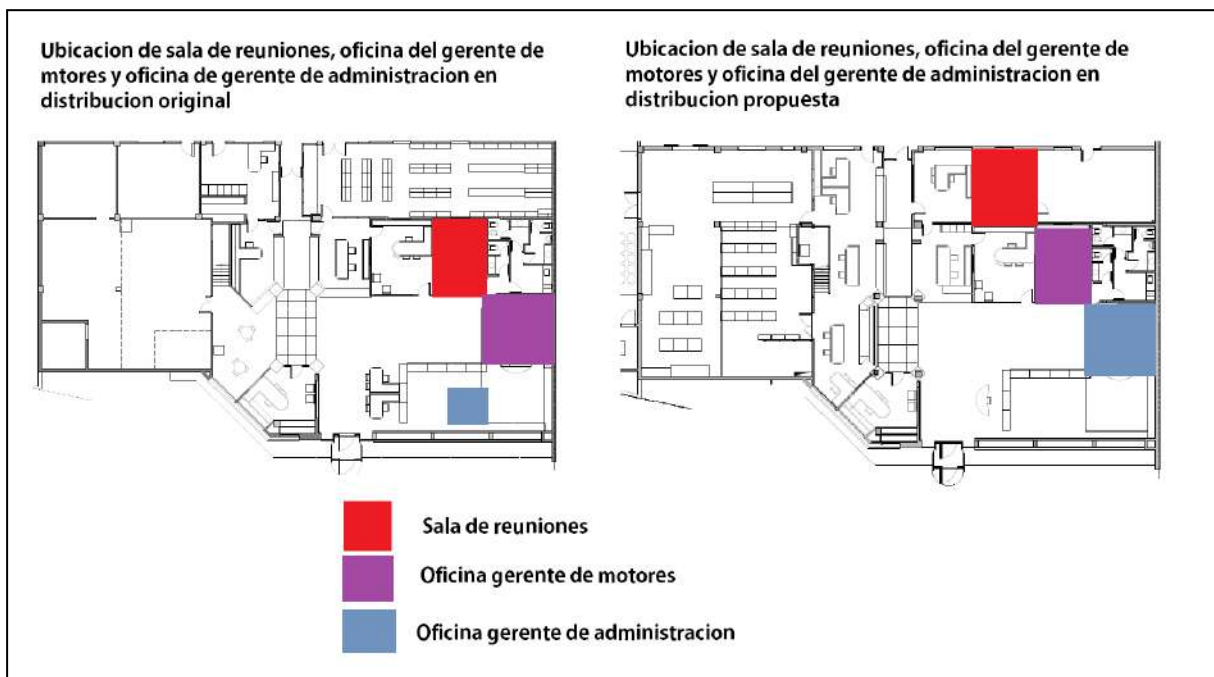 Ubicacion de sala de reuniones, oficina del gerente de
mtores y oficina de gerente de administracion en
distribucion original
Ubicacion de sala de reuniones, oficina del gerente de
motores y oficina del gerente de administracion en
distribucion propuesta
Sala de reuniones
Oficina gerente de motores
Oficina gerente de administracion